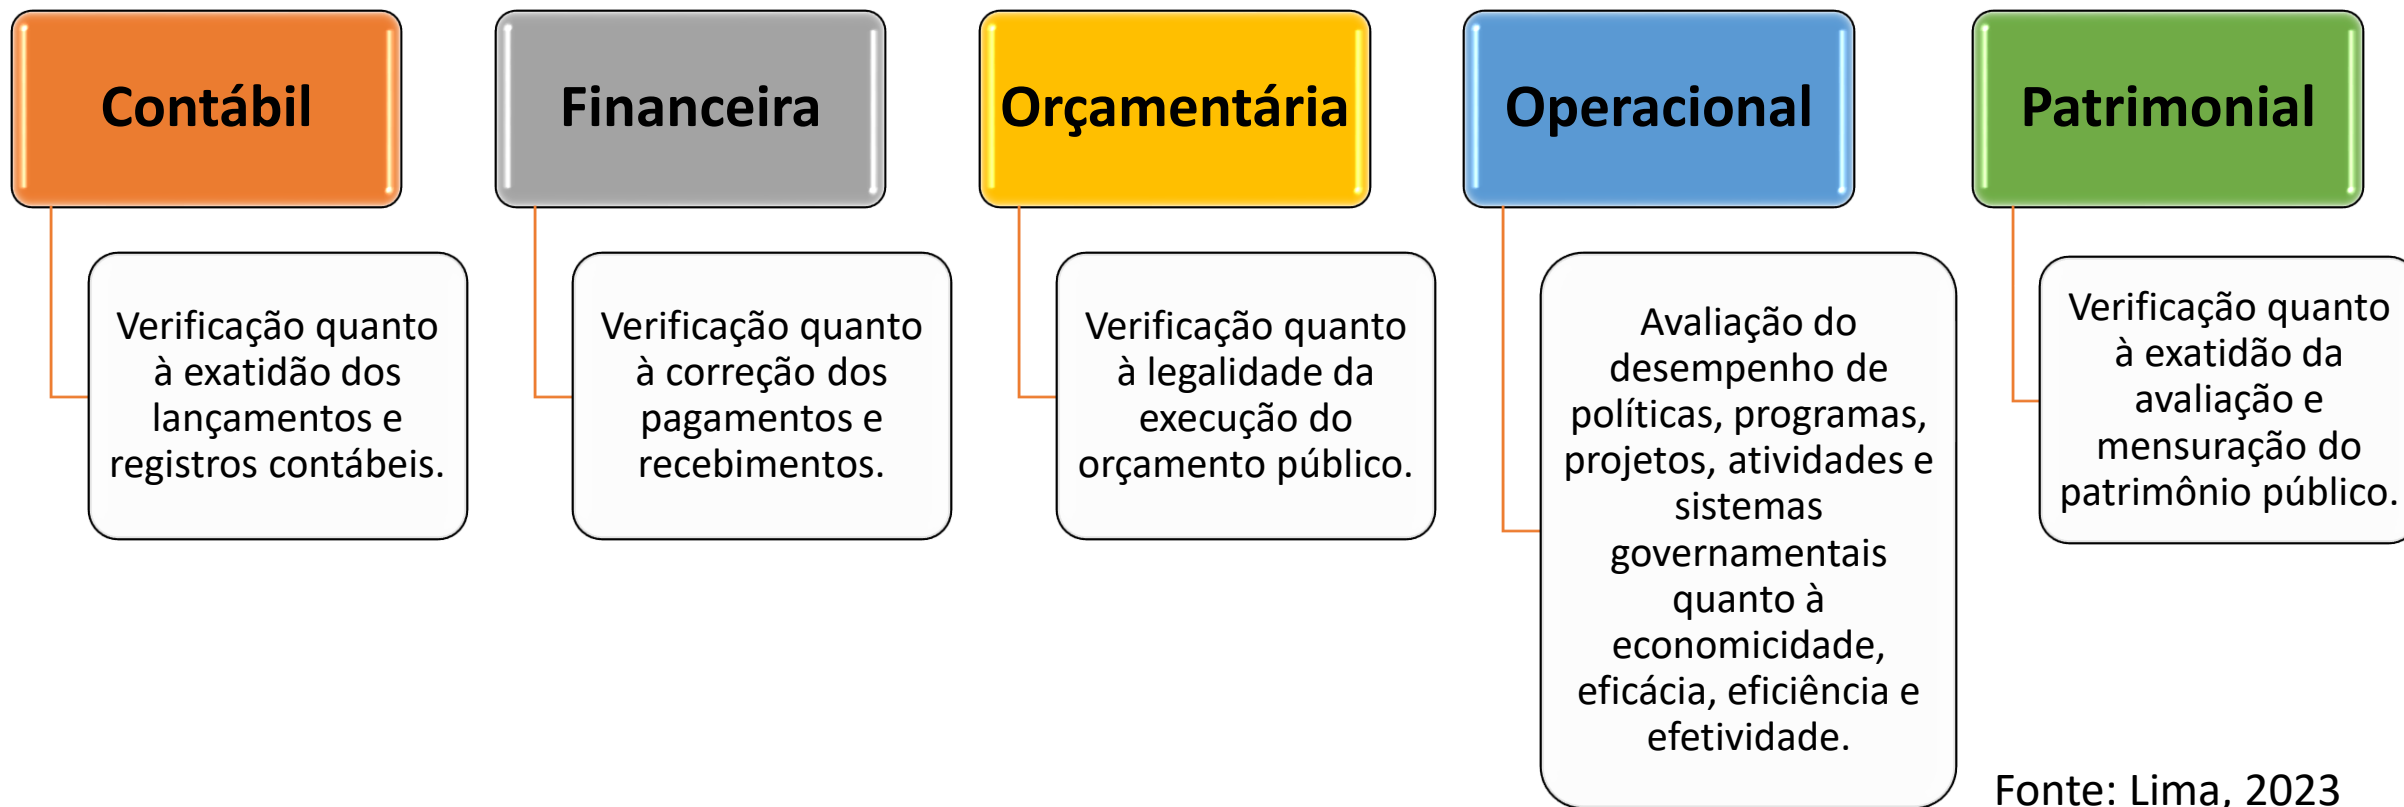 Contábil
Verificação quanto
à exatidão dos
lançamentos e
registros contábeis.
Financeira
Verificação quanto
à correção dos
pagamentos e
recebimentos.
Orçamentária
Verificação quanto
à legalidade da
execução do
orçamento público.
Operacional
Avaliação do
desempenho de
políticas, programas,
projetos, atividades e
sistemas
governamentais
quanto à
economicidade,
eficácia, eficiência e
efetividade.
Patrimonial
Verificação quanto
à exatidão da
avaliação e
mensuração do
patrimônio público.
Fonte: Lima, 2023